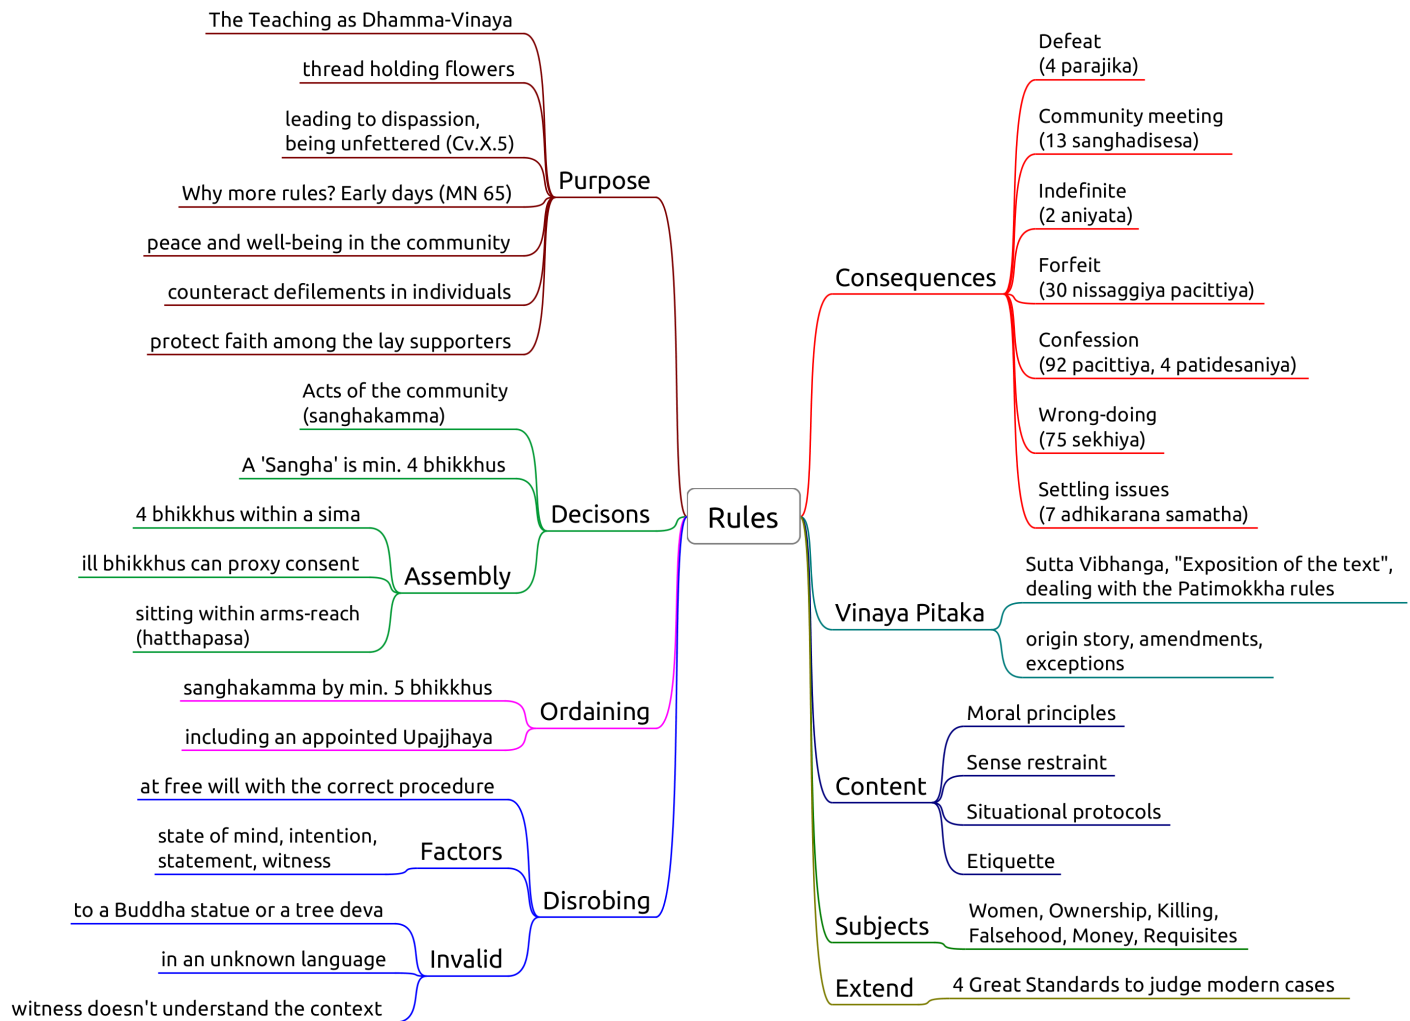 Rules
Purpose
The Teaching as Dhamma-Vinaya
thread holding flowers
leading to dispassion,
being unfettered (Cv.X.5)
Why more rules? Early days (MN 65)
peace and well-being in the community
counteract defilements in individuals
protect faith among the lay supporters
Decisons
Acts of the community
(sanghakamma)
A 'Sangha' is min. 4 bhikkhus
Assembly
4 bhikkhus within a sima
ill bhikkhus can proxy consent
sitting within arms-reach
(hatthapasa)
Ordaining
sanghakamma by min. 5 bhikkhus
including an appointed Upajjhaya
Disrobing
at free will with the correct procedure
Factors
state of mind, intention,
statement, witness
Invalid
to a Buddha statue or a tree deva
in an unknown language
witness doesn't understand the context
Consequences
Defeat
(4 parajika)
Community meeting
(13 sanghadisesa)
Indefinite
(2 aniyata)
Forfeit
(30 nissaggiya pacittiya)
Confession
(92 pacittiya, 4 patidesaniya)
Wrong-doing
(75 sekhiya)
Settling issues
(7 adhikarana samatha)
Vinaya Pitaka
Sutta Vibhanga, "Exposition of the text",
dealing with the Patimokkha rules
origin story, amendments,
exceptions
Content
Moral principles
Sense restraint
Situational protocols
Etiquette
Subjects
Women, Ownership, Killing,
Falsehood, Money, Requisites
Extend
4 Great Standards to judge modern cases